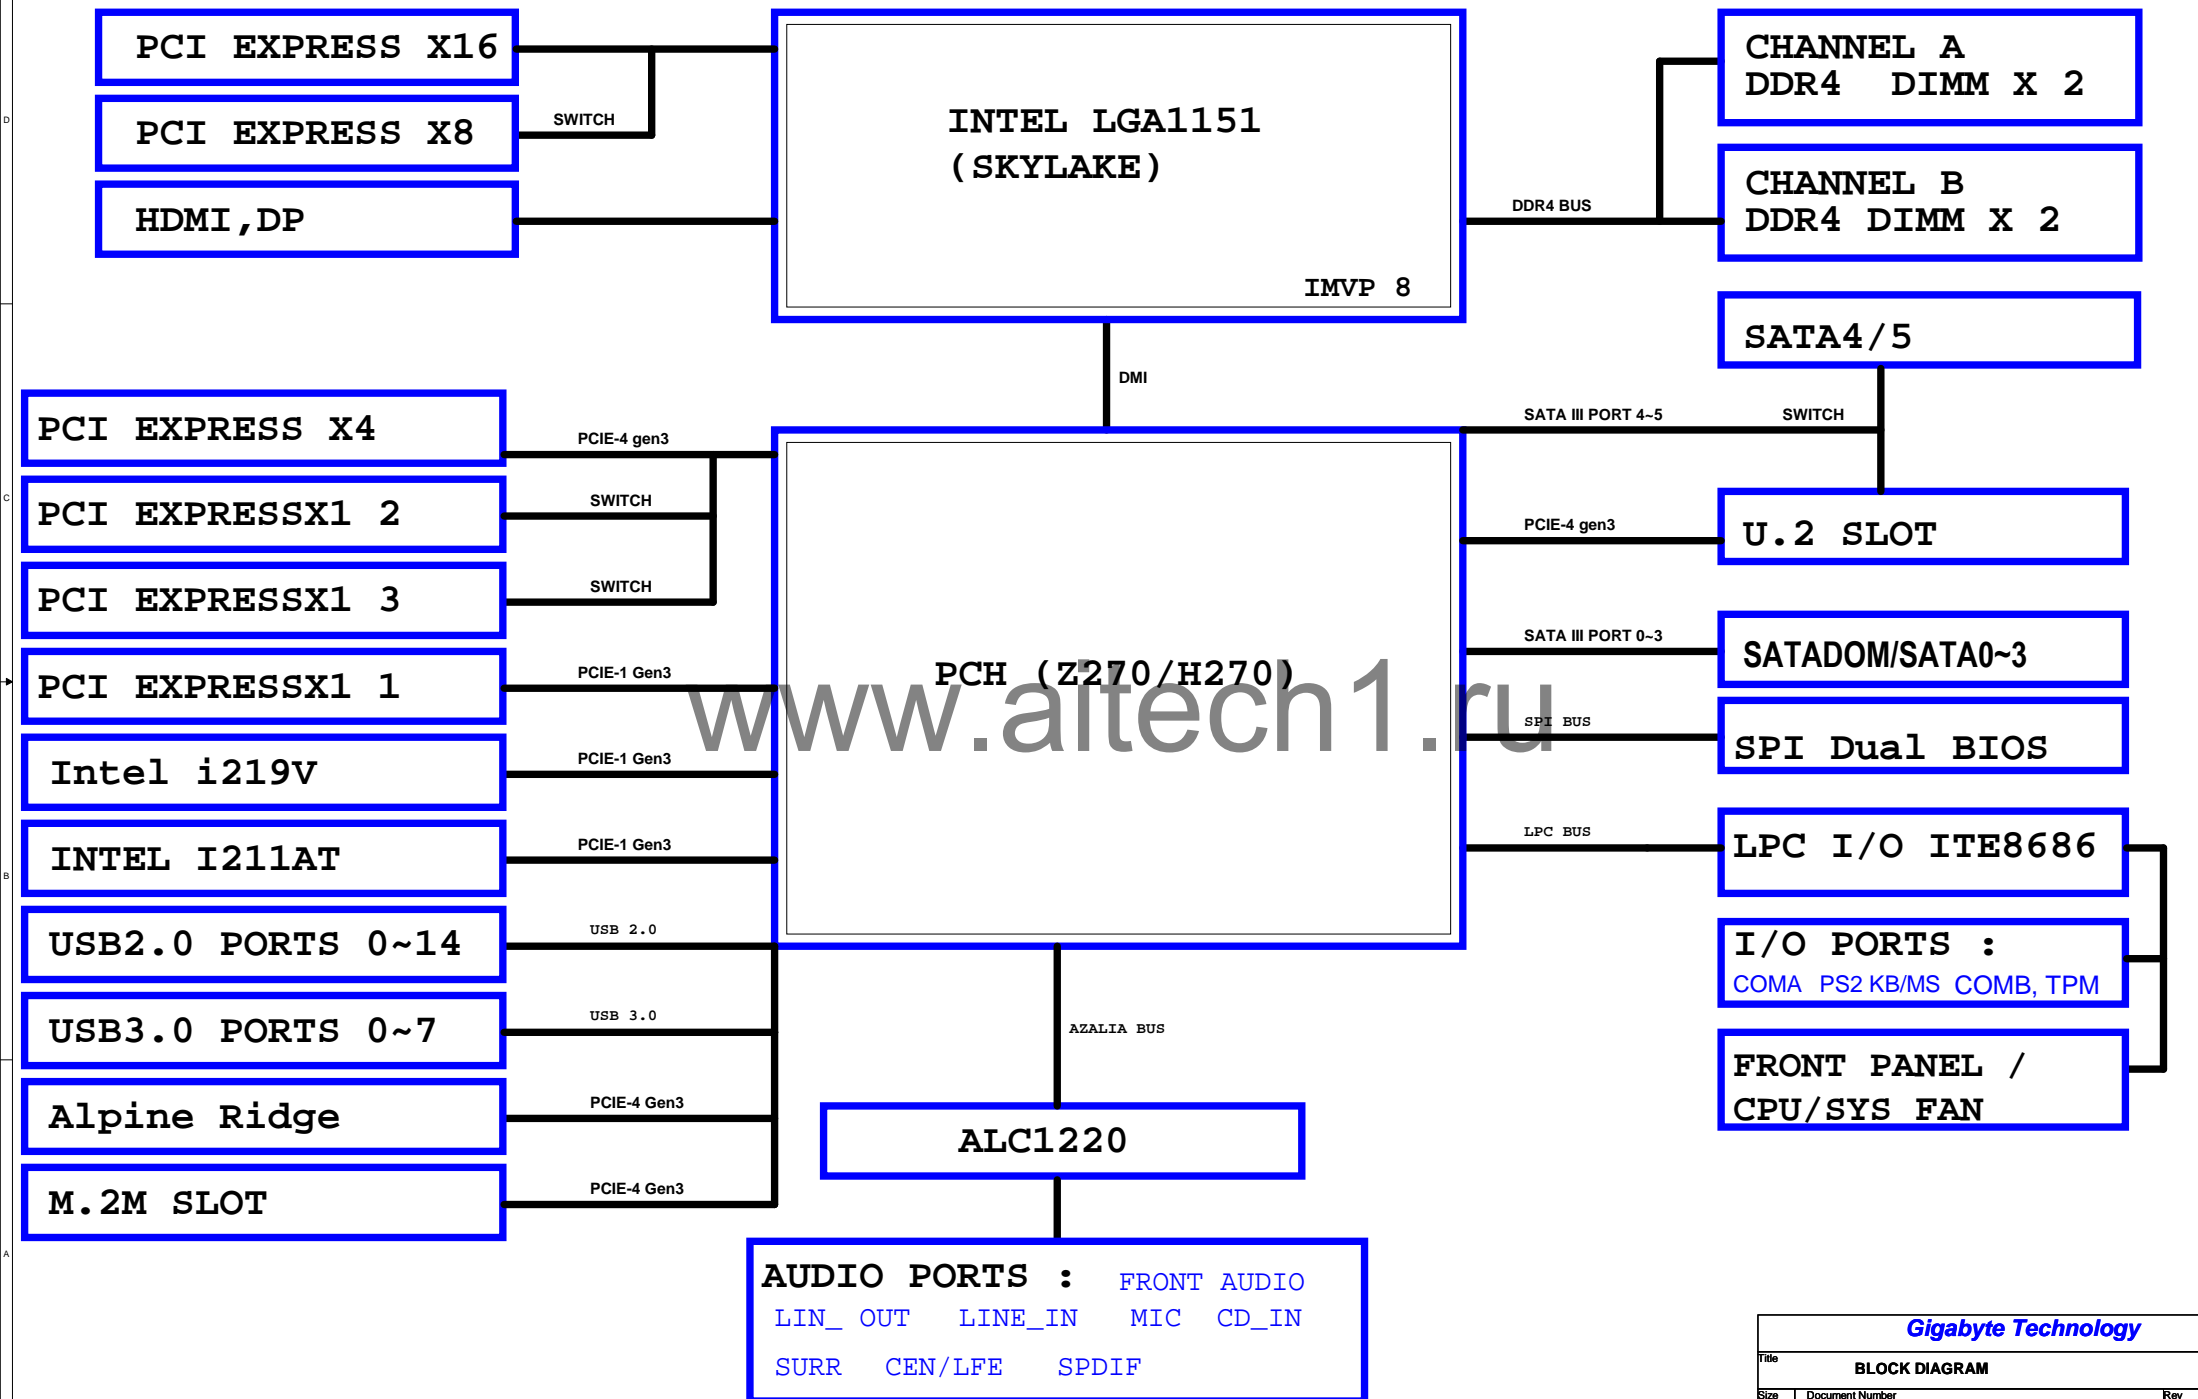 PCI EXPRESS X16
SWITCH
PCI EXPRESS X8
HDMI,DP
INTEL LGA1151
(SKYLAKE)
IMVP 8
DDR4 BUS
CHANNEL A
DDR4 DIMM X 2
CHANNEL B
DDR4 DIMM X 2
SATA4/5
DMI
SATA III PORT 4~5
SWITCH
PCI EXPRESS X4
PCIE-4 gen3
PCI EXPRESSX1 2
SWITCH
PCI EXPRESSX1 3
SWITCH
PCI EXPRESSX1 1
PCIE-1 Gen3
Intel i219V
PCIE-1 Gen3
INTEL I211AT
PCIE-1 Gen3
USB2.0 PORTS 0~14
USB 2.0
USB3.0 PORTS 0~7
USB 3.0
Alpine Ridge
PCIE-4 Gen3
M.2M SLOT
PCIE-4 Gen3
PCH (Z270/H270)
www.aitech1.ru
PCIE-4 gen3
U.2 SLOT
SATA III PORT 0~3
SATADOM/SATA0~3
SPI BUS
SPI Dual BIOS
LPC BUS
LPC I/O ITE8686
I/O PORTS :
COMA PS2 KB/MS COMB, TPM
FRONT PANEL /
CPU/SYS FAN
AZALIA BUS
ALC1220
AUDIO PORTS : FRONT AUDIO
LIN_ OUT LINE_IN MIC CD_IN
SURR CEN/LFE SPDIF
Gigabyte Technology
Title
BLOCK DIAGRAM
Size Document Number Rev
D
C
B
A